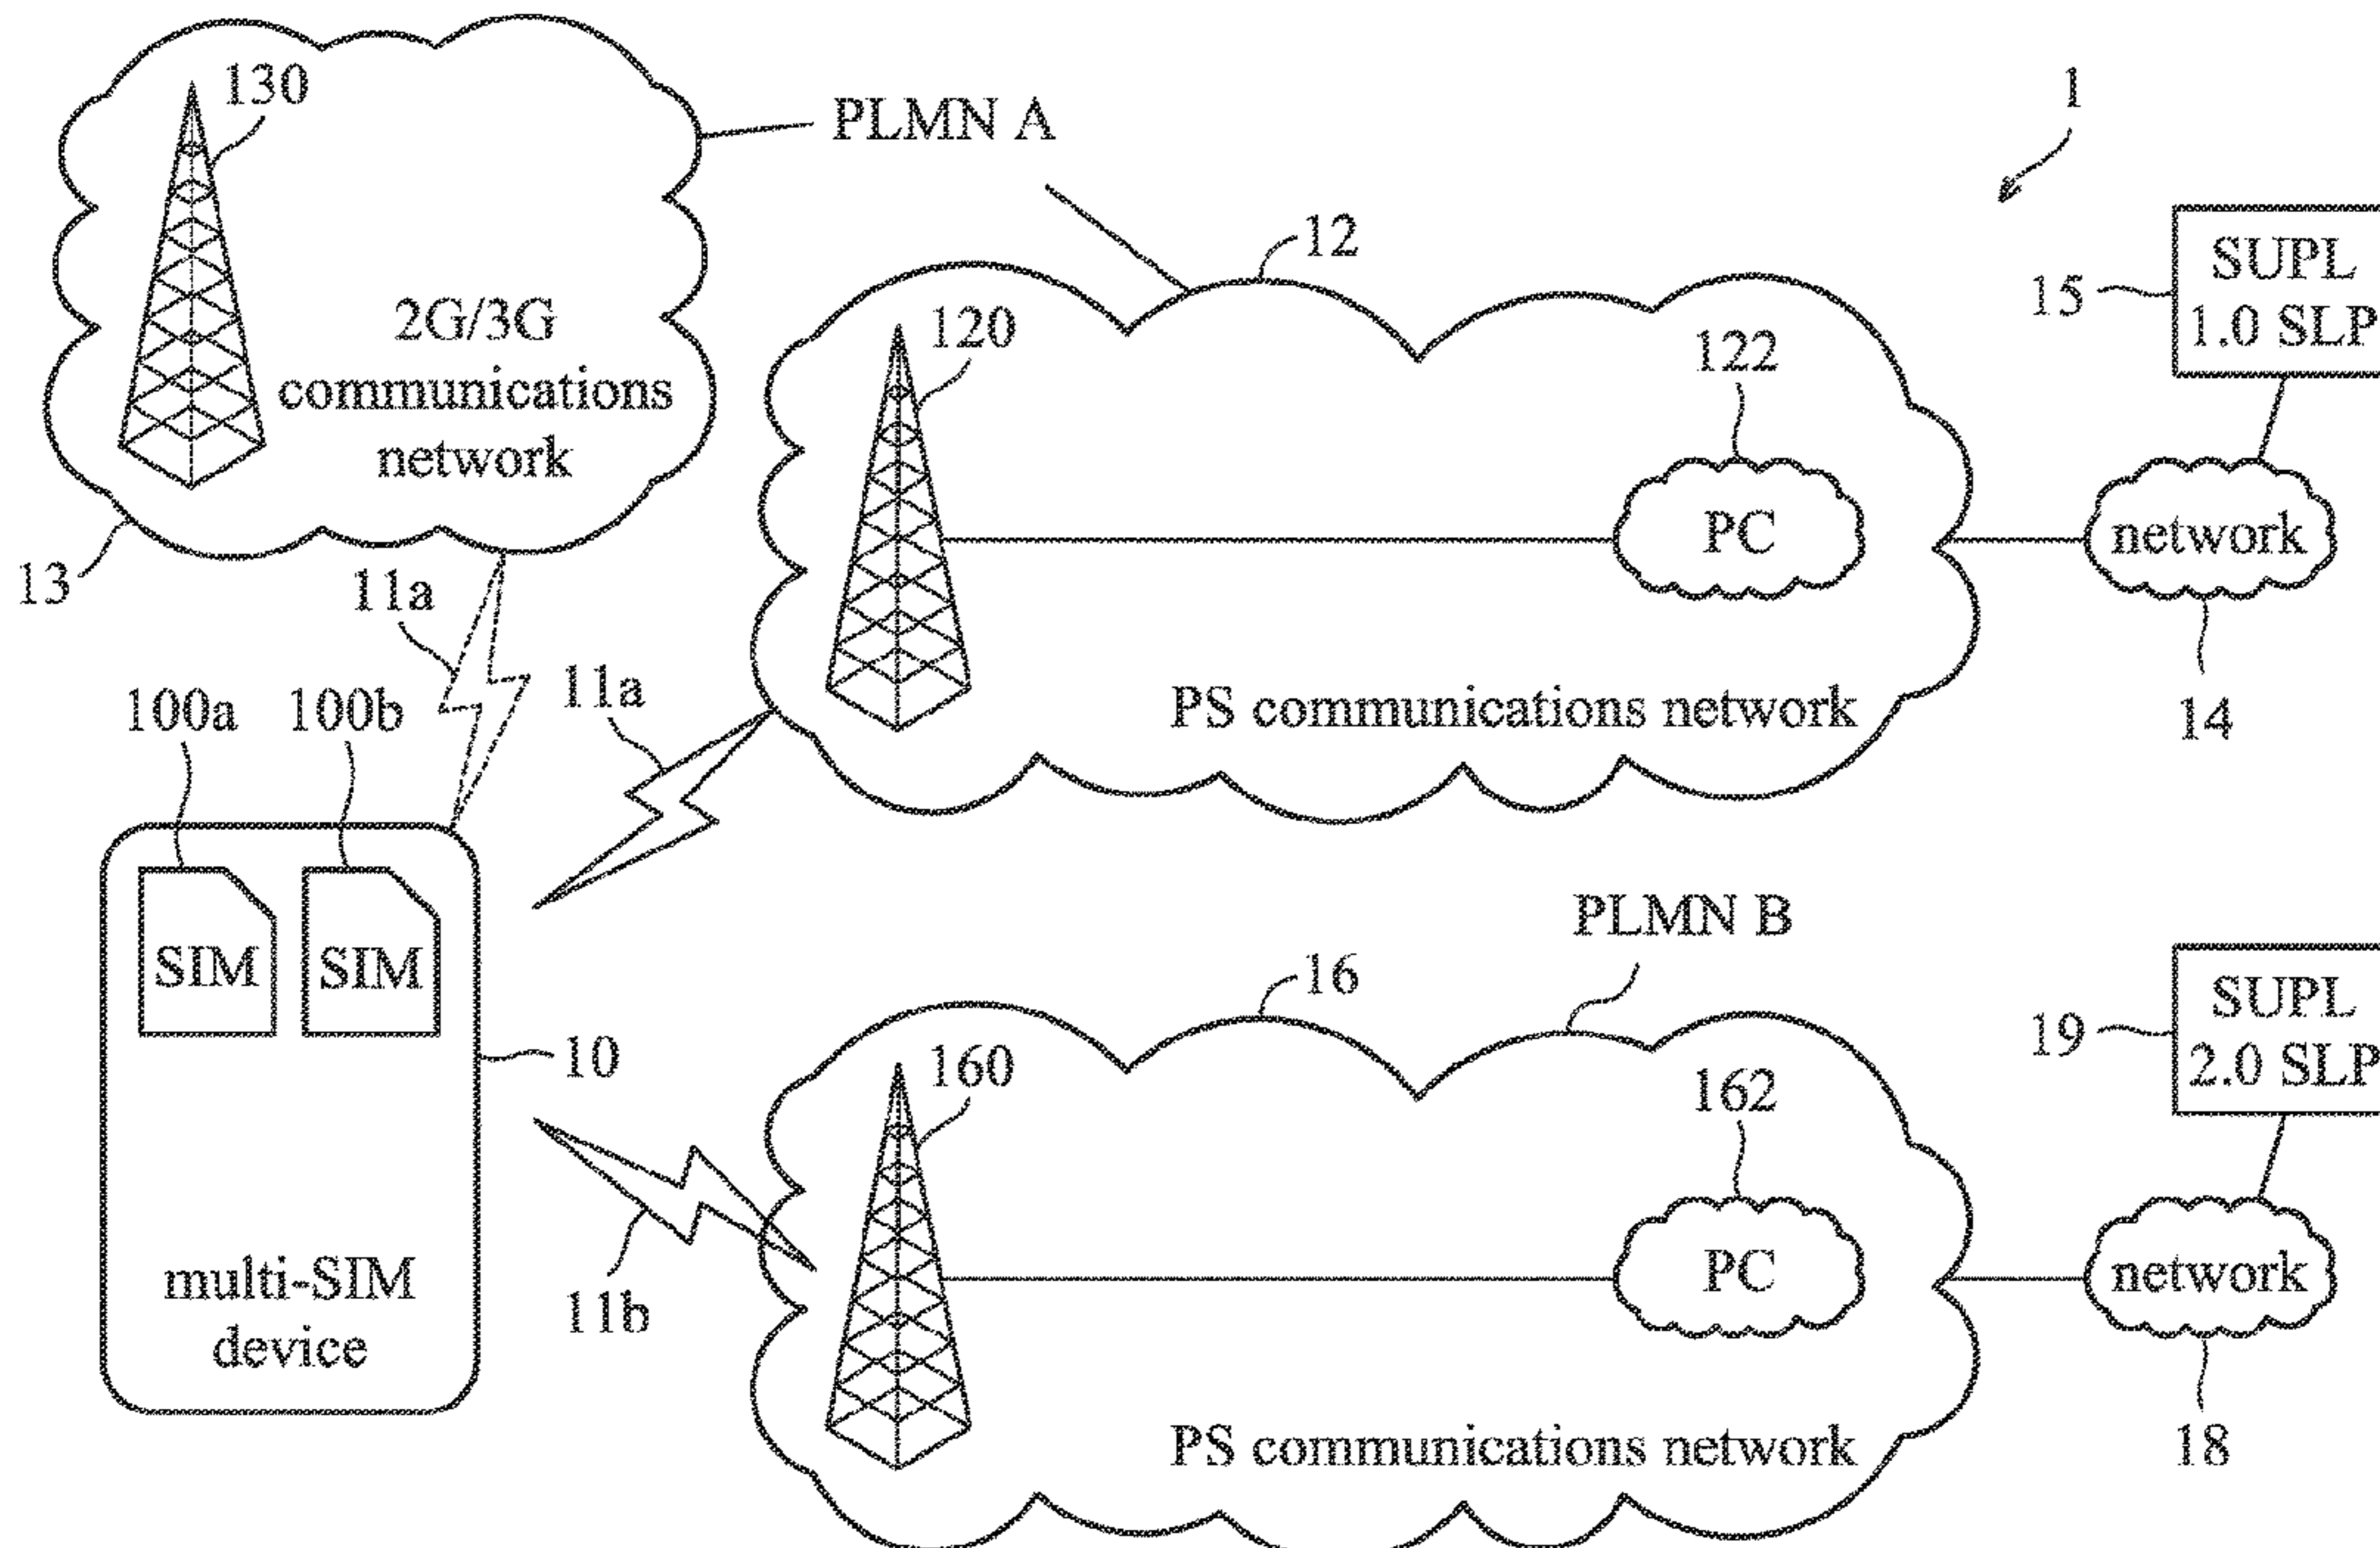 130
PLMN A
1
2G/3G
communications
network
13
11a
12
120
122
PC
PS communications network
SUPL
1.0 SLP
15
network
14
100a
100b
11a
SIM
SIM
10
multi-SIM
device
11b
PLMN B
16
160
162
PC
PS communications network
SUPL
2.0 SLP
19
network
18